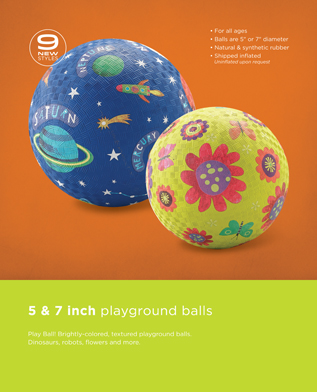 9
NEW
STYLES
• For all ages
• Balls are 5" or 7" diameter
• Natural & synthetic rubber
• Shipped inflated
Uninflated upon request
NEPTUNE
SATURN
MERCURY
5 & 7 inch playground balls
Play Ball! Brightly-colored, textured playground balls.
Dinosaurs, robots, flowers and more.